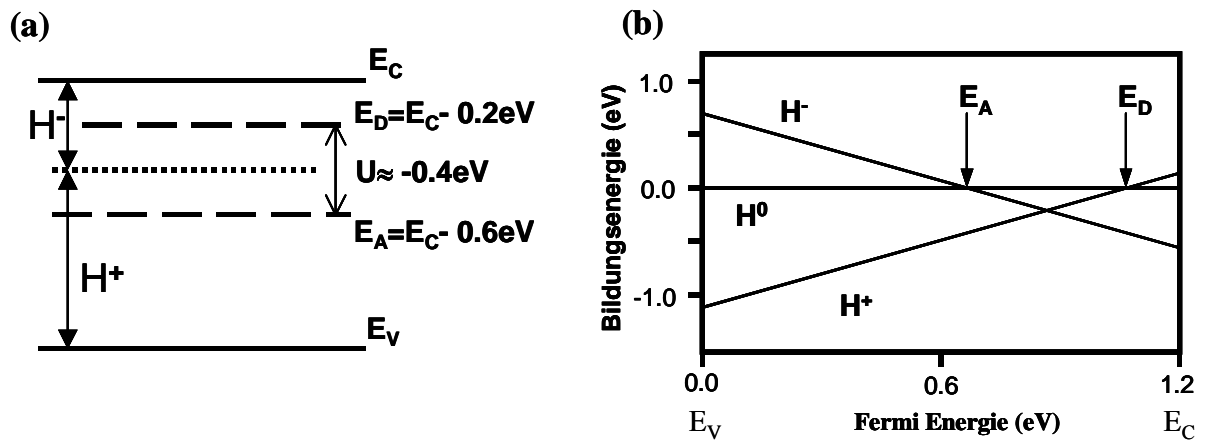 (a)
E_C
H-
E_D=E_C- 0.2eV
U≈ -0.4eV
E_A=E_C- 0.6eV
H+
E_V
(b)
Bildungsenergie (eV)
1.0
0.0
-1.0
H-
E_A
E_D
H0
H+
0.0
0.6
1.2
E_V
Fermi Energie (eV)
E_C